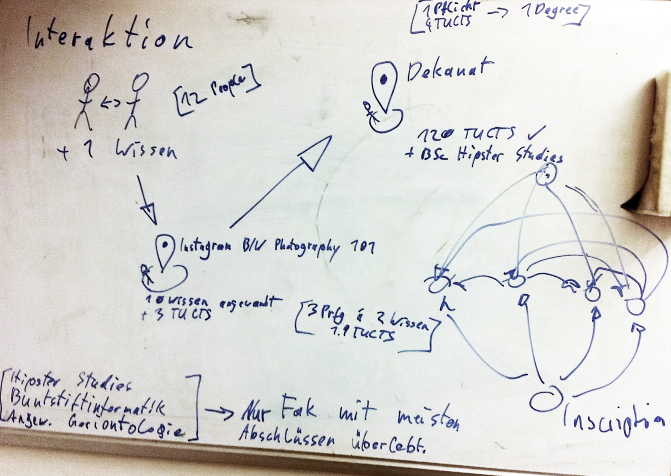 Interaktion
[12 People]
+ 1 Wissen
[1 Pflicht → 1 Degree]
4 TUCTS
Dekanat
120 TUCTS ✓
+ BSc Hipster Studies
Instagram B/W Photography 101
10 Wissen angewandt
+ 3 TUCTS
[3 Prfg á 2 Wissen
1.9 TUCTS]
Inscription
[Hipster Studies
Buntstiftinformatik
Angew. Geriontologie]
→ Nur Fak mit meisten
Abschlüssen überlebt.